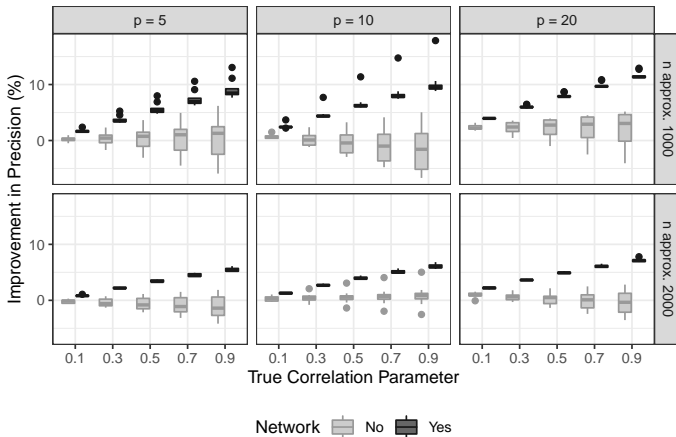 p = 5
p = 10
p = 20
Improvement in Precision (%)
10
0
n approx. 1000
10
0
n approx. 2000
0.1 0.3 0.5 0.7 0.9
0.1 0.3 0.5 0.7 0.9
0.1 0.3 0.5 0.7 0.9
True Correlation Parameter
Network No Yes